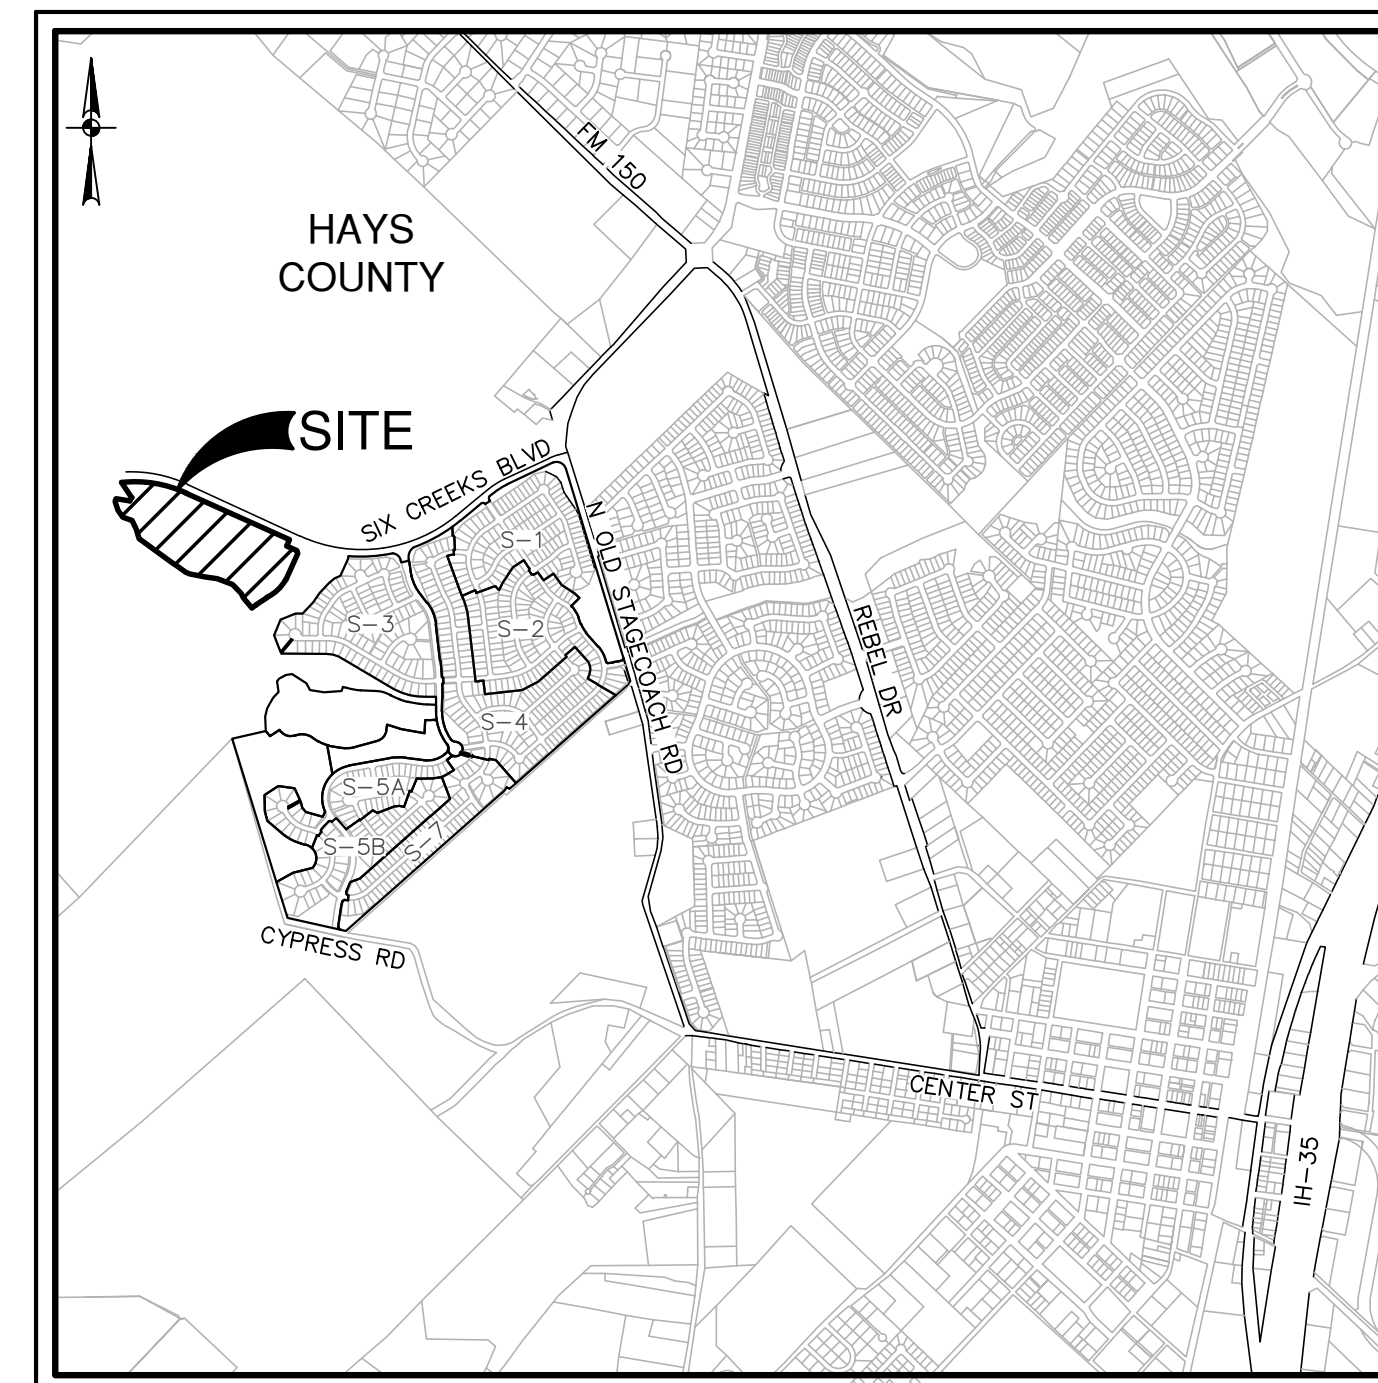 FM 150
HAYS
COUNTY
SITE
SIX CREEKS BLVD
N OLD STAGECOACH RD
S-1
S-2
S-3
REBEL DR
S-4
S-5A
S-5B
S-7
CYPRESS RD
CENTER ST
IH-35